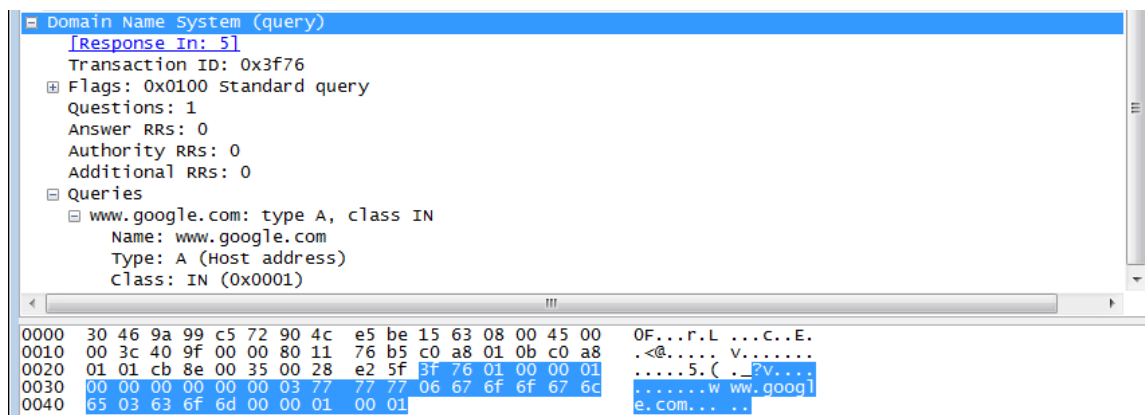 Domain Name System (query)
[Response In: 5]
Transaction ID: 0x3f76
Flags: 0x0100 Standard query
Questions: 1
Answer RRs: 0
Authority RRs: 0
Additional RRs: 0
Queries
www.google.com: type A, class IN
Name: www.google.com
Type: A (Host address)
Class: IN (0x0001)
0000 30 46 9a 99 c5 72 90 4c e5 be 15 63 08 00 45 00 0F...r.L ...c..E.
0010 00 3c 40 9f 00 00 80 11 76 b5 c0 a8 01 0b c0 a8 .<@..... v.......
0020 01 01 cb 8e 00 35 00 28 e2 5f 3f 76 01 00 00 01 .....5.( ._?v....
0030 00 00 00 00 00 00 03 77 77 77 06 67 6f 6f 67 6c .......w ww.googl
0040 65 03 63 6f 6d 00 00 01 00 01 e.com... ..